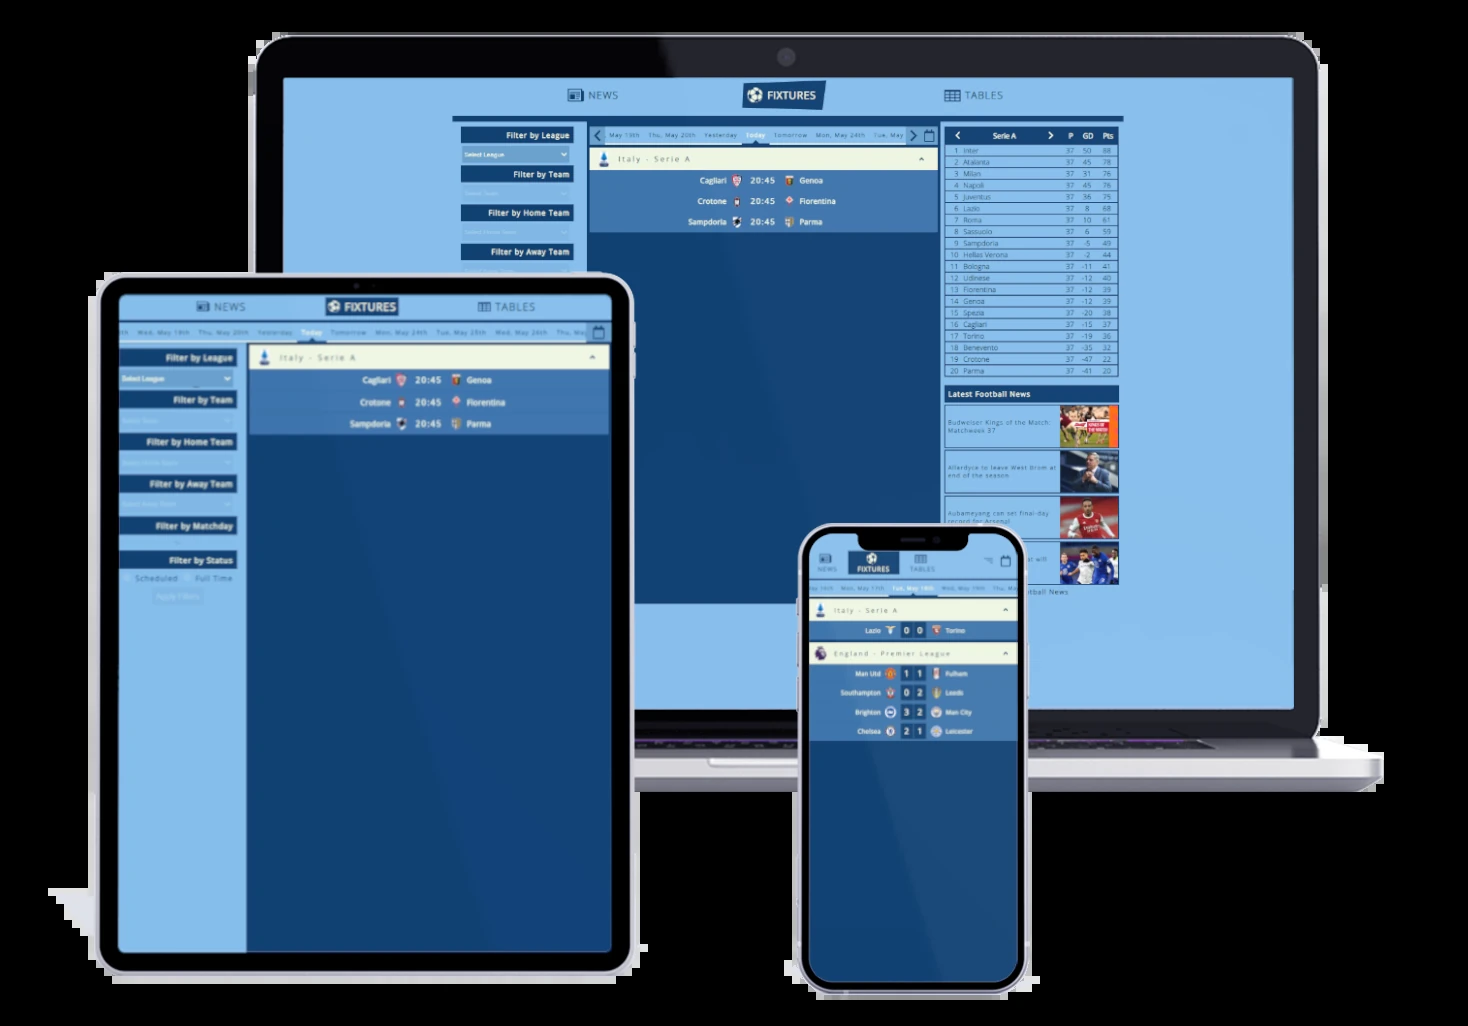 NEWS
FIXTURES
TABLES
Filter by League
Select League
Filter by Team
Filter by Home Team
Filter by Away Team
May 19th Thu, May 20th Yesterday Today Tomorrow Mon, May 24th Tue, May
Italy - Serie A
Cagliari 20:45 Genoa
Crotone 20:45 Fiorentina
Sampdoria 20:45 Parma
Serie A P GD Pts
1 Inter 37 50 88
2 Atalanta 37 45 78
3 Milan 37 31 76
4 Napoli 37 45 76
5 Juventus 37 36 75
6 Lazio 37 8 68
7 Roma 37 10 61
8 Sassuolo 37 6 59
9 Sampdoria 37 -5 49
10 Hellas Verona 37 -2 44
11 Bologna 37 -11 41
12 Udinese 37 -12 40
13 Fiorentina 37 -12 39
14 Genoa 37 -12 39
15 Spezia 37 -20 38
16 Cagliari 37 -15 37
17 Torino 37 -19 36
18 Benevento 37 -35 32
19 Crotone 37 -47 22
20 Parma 37 -41 20
Latest Football News
Budweiser Kings of the Match:
Matchweek 37
Allardyce to leave West Brom at
end of the season
Aubameyang can set final-day
record for Arsenal
at will
otball News
NEWS
FIXTURES
TABLES
Wed, May 19th Thu, May 20th Yesterday Today Tomorrow Mon, May 24th Tue, May 25th Wed, May 26th Thu, May
Filter by League
Select League
Filter by Team
Filter by Home Team
Filter by Away Team
Filter by Matchday
Filter by Status
Scheduled Full Time
Apply Filters
Italy - Serie A
Cagliari 20:45 Genoa
Crotone 20:45 Fiorentina
Sampdoria 20:45 Parma
NEWS
FIXTURES
TABLES
Mon, May 17th Tue, May 18th Wed, May 19th Thu, Ma
Italy - Serie A
Lazio 0 0 Torino
England - Premier League
Man Utd 1 1 Fulham
Southampton 0 2 Leeds
Brighton 3 2 Man City
Chelsea 2 1 Leicester